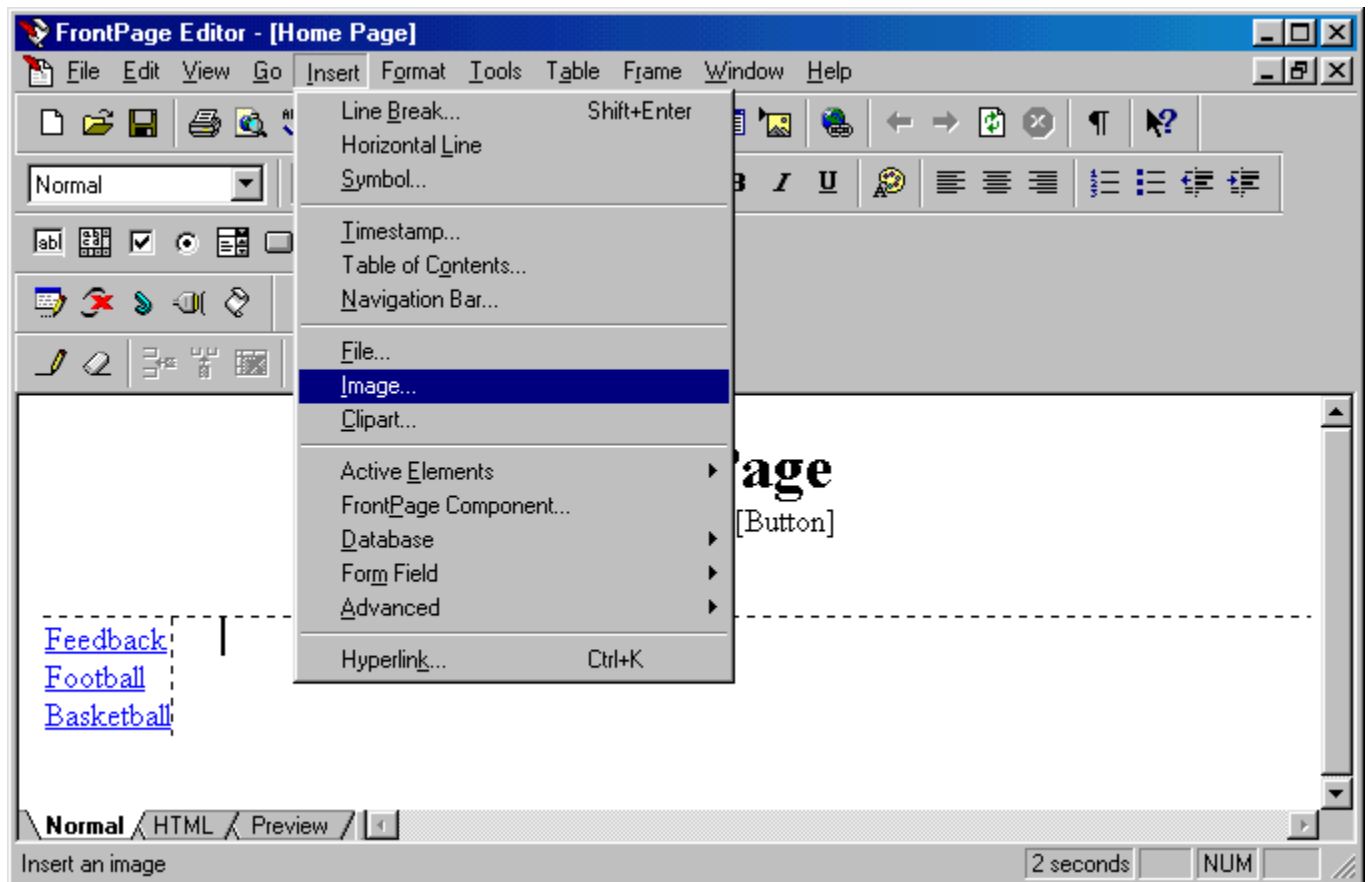 FrontPage Editor - [Home Page]
File Edit View Go Insert Format Tools Table Frame Window Help
Line Break... Shift+Enter
Horizontal Line
Symbol...
Normal
B I U
abl
Timestamp...
Table of Contents...
Navigation Bar...
File...
Image...
Clipart...
Active Elements
FrontPage Component...
Database
Form Field
Advanced
Hyperlink... Ctrl+K
Page
[Button]
Feedback
Football
Basketball
Normal HTML Preview
Insert an image
2 seconds NUM